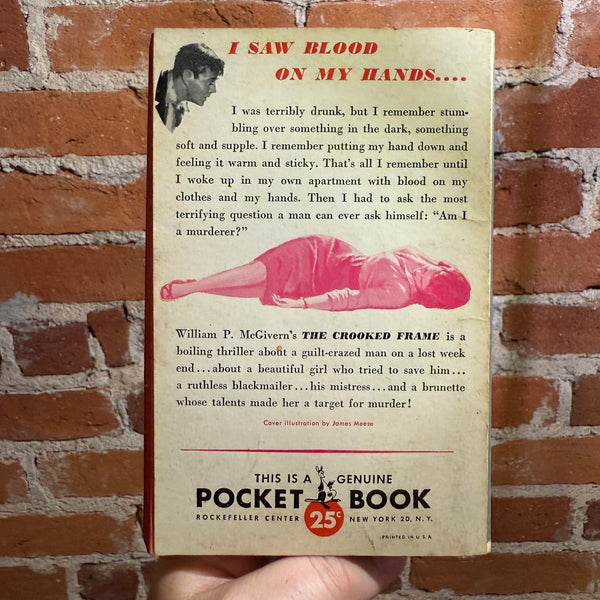 I SAW BLOOD
ON MY HANDS....
I was terribly drunk, but I remember stum-
bling over something in the dark, something
soft and supple. I remember putting my hand down and
feeling it warm and sticky. That's all I remember until
I woke up in my own apartment with blood on my
clothes and my hands. Then I had to ask the most
terrifying question a man can ever ask himself: "Am I
a murderer?"
William P. McGivern's THE CROOKED FRAME is a
boiling thriller about a guilt-crazed man on a lost week
end...about a beautiful girl who tried to save him...
a ruthless blackmailer...his mistress...and a brunette
whose talents made her a target for murder!
Cover illustration by James Meese
THIS IS A GENUINE
POCKET BOOK
ROCKEFELLER CENTER 25¢ NEW YORK 20, N.Y.
PRINTED IN U.S.A